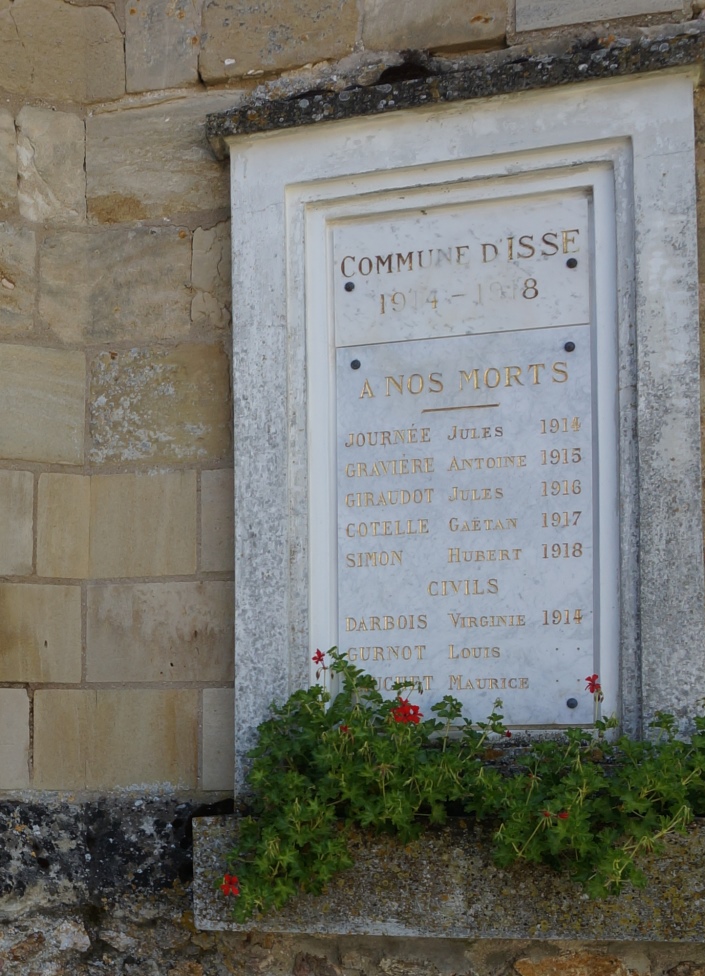 COMMUNE D'ISSE
1914 - 1918
A NOS MORTS
JOURNÉE JULES 1914
GRAVIÈRE ANTOINE 1915
GIRAUDOT JULES 1916
COTELLE GAËTAN 1917
SIMON HUBERT 1918
CIVILS
DARBOIS VIRGINIE 1914
GURNOT LOUIS
MAURICE